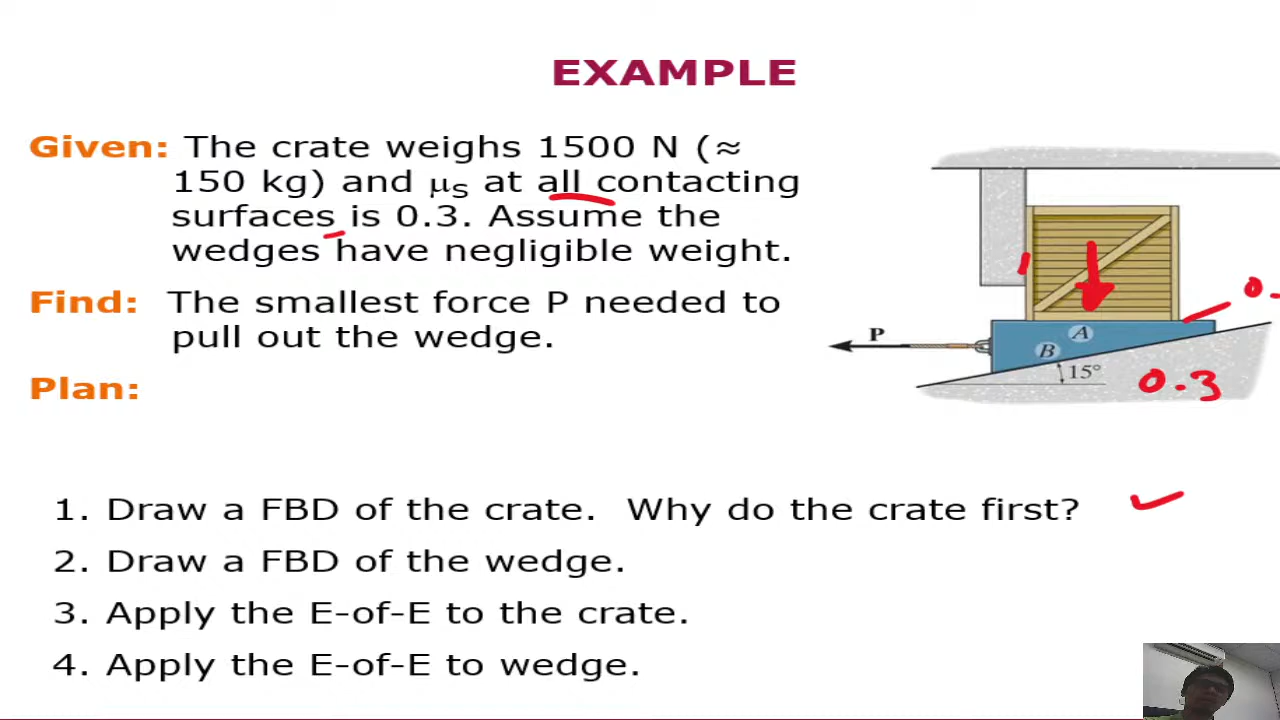 EXAMPLE
Given: The crate weighs 1500 N (≈
150 kg) and μs at all contacting
surfaces is 0.3. Assume the
wedges have negligible weight.
Find: The smallest force P needed to
pull out the wedge.
Plan:
P
A
B
15°
0.3
1. Draw a FBD of the crate. Why do the crate first?
2. Draw a FBD of the wedge.
3. Apply the E-of-E to the crate.
4. Apply the E-of-E to wedge.